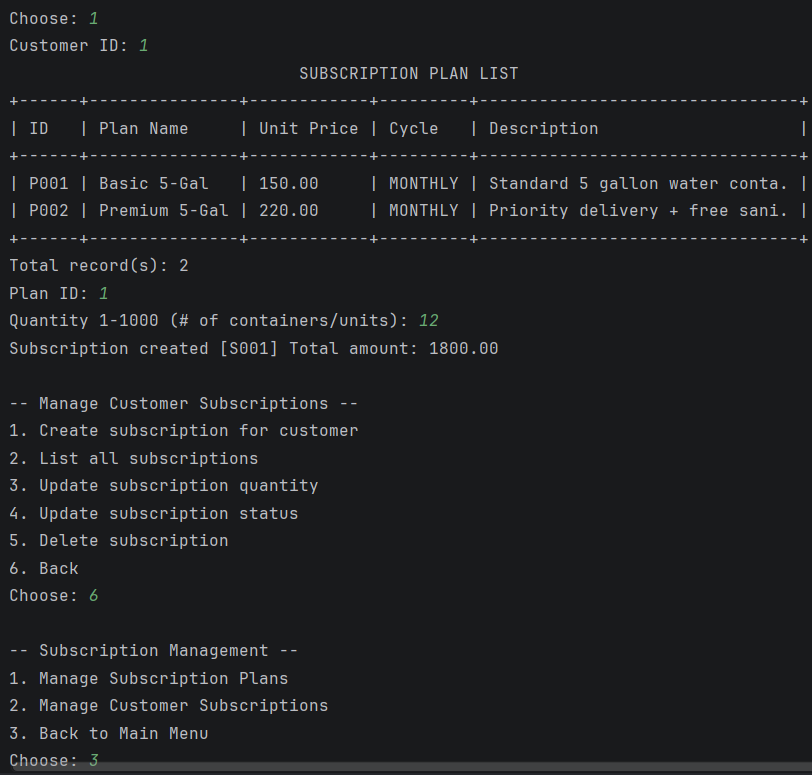 Choose: 1
Customer ID: 1
SUBSCRIPTION PLAN LIST
+------+---------------+------------+---------+--------------------------------+
| ID   | Plan Name     | Unit Price | Cycle   | Description                    |
+------+---------------+------------+---------+--------------------------------+
| P001 | Basic 5-Gal   | 150.00     | MONTHLY | Standard 5 gallon water conta. |
| P002 | Premium 5-Gal | 220.00     | MONTHLY | Priority delivery + free sani. |
+------+---------------+------------+---------+--------------------------------+
Total record(s): 2
Plan ID: 1
Quantity 1-1000 (# of containers/units): 12
Subscription created [S001] Total amount: 1800.00
-- Manage Customer Subscriptions --
1. Create subscription for customer
2. List all subscriptions
3. Update subscription quantity
4. Update subscription status
5. Delete subscription
6. Back
Choose: 6
-- Subscription Management --
1. Manage Subscription Plans
2. Manage Customer Subscriptions
3. Back to Main Menu
Choose: 3